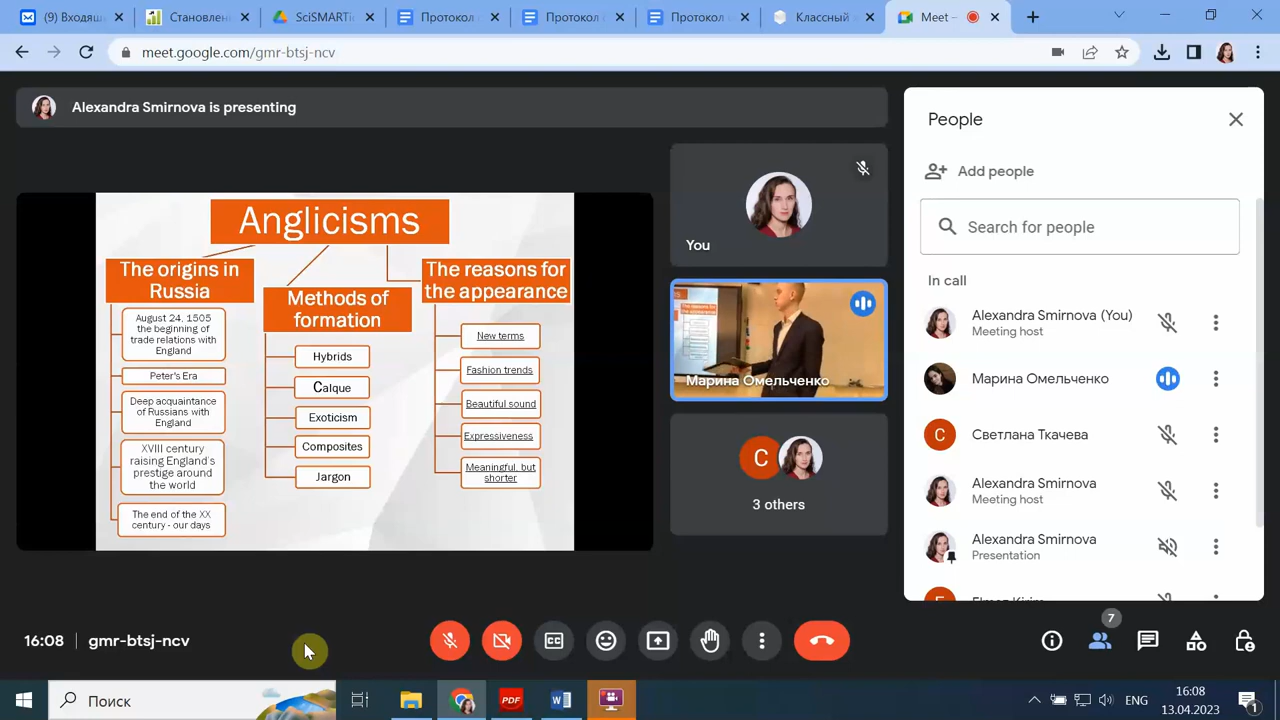 (9) Входящ
Становлен
SciSMARTi
Протокол
Протокол
Протокол
Классный
Meet –
meet.google.com/gmr-btsj-ncv
Alexandra Smirnova is presenting
Anglicisms
The origins in
Russia
August 24, 1505
the beginning of
trade relations with
England
Peter's Era
Deep acquaintance
of Russians with
England
XVIII century
raising England's
prestige around
the world
The end of the XX
century - our days
Methods of
formation
Hybrids
Calque
Exoticism
Composites
Jargon
The reasons for
the appearance
New terms
Fashion trends
Beautiful sound
Expressiveness
Meaningful, but
shorter
You
Марина Омельченко
С
3 others
People
Add people
Search for people
In call
Alexandra Smirnova (You)
Meeting host
Марина Омельченко
С
Светлана Ткачева
Alexandra Smirnova
Meeting host
Alexandra Smirnova
Presentation
16:08
gmr-btsj-ncv
7
Поиск
PDF
W
ENG
16:08
13.04.2023
1